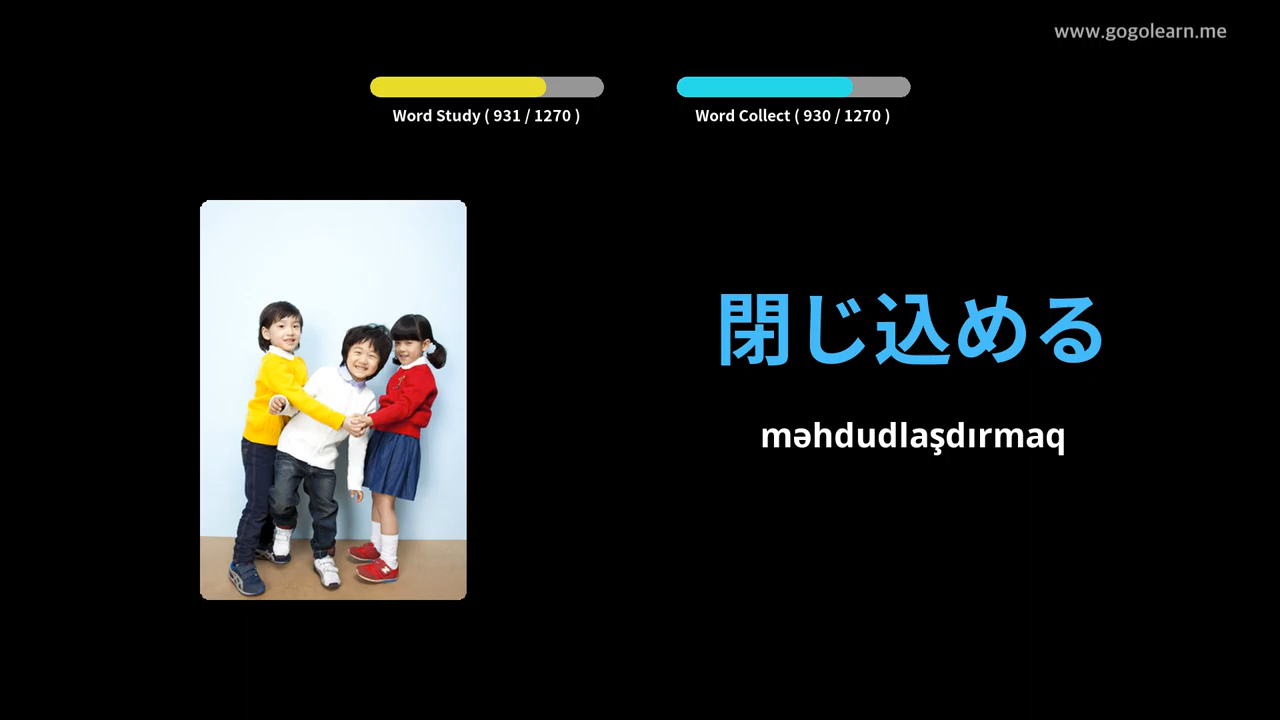 www.gogolearn.me
Word Study ( 931 / 1270 )
Word Collect ( 930 / 1270 )
閉じ込める
məhdudlaşdırmaq